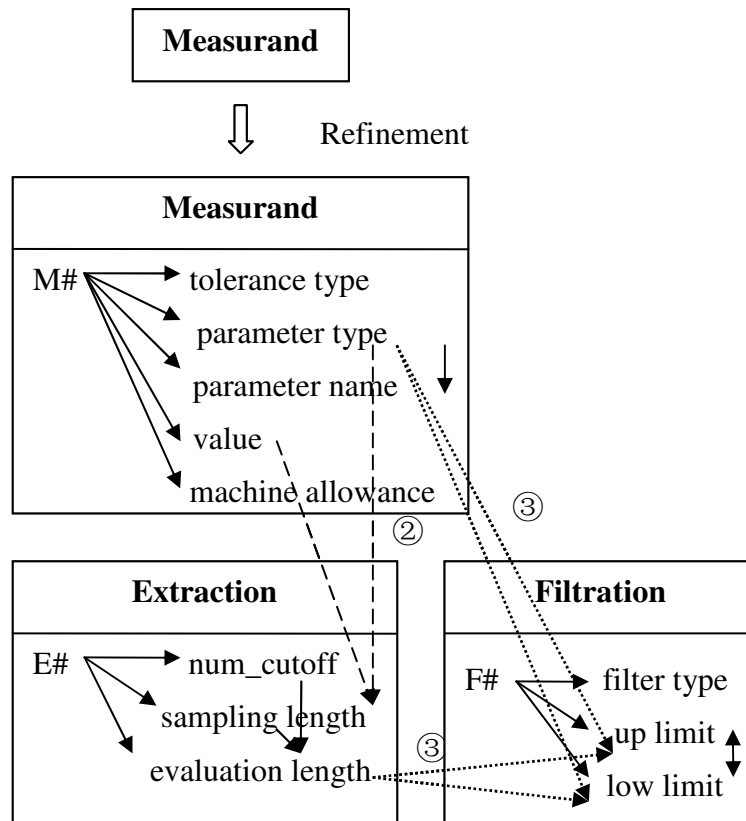 Measurand
Refinement
Measurand
M#
tolerance type
parameter type
parameter name
value
machine allowance
②
③
Extraction
E#
num_cutoff
sampling length
evaluation length
③
Filtration
F#
filter type
up limit
low limit